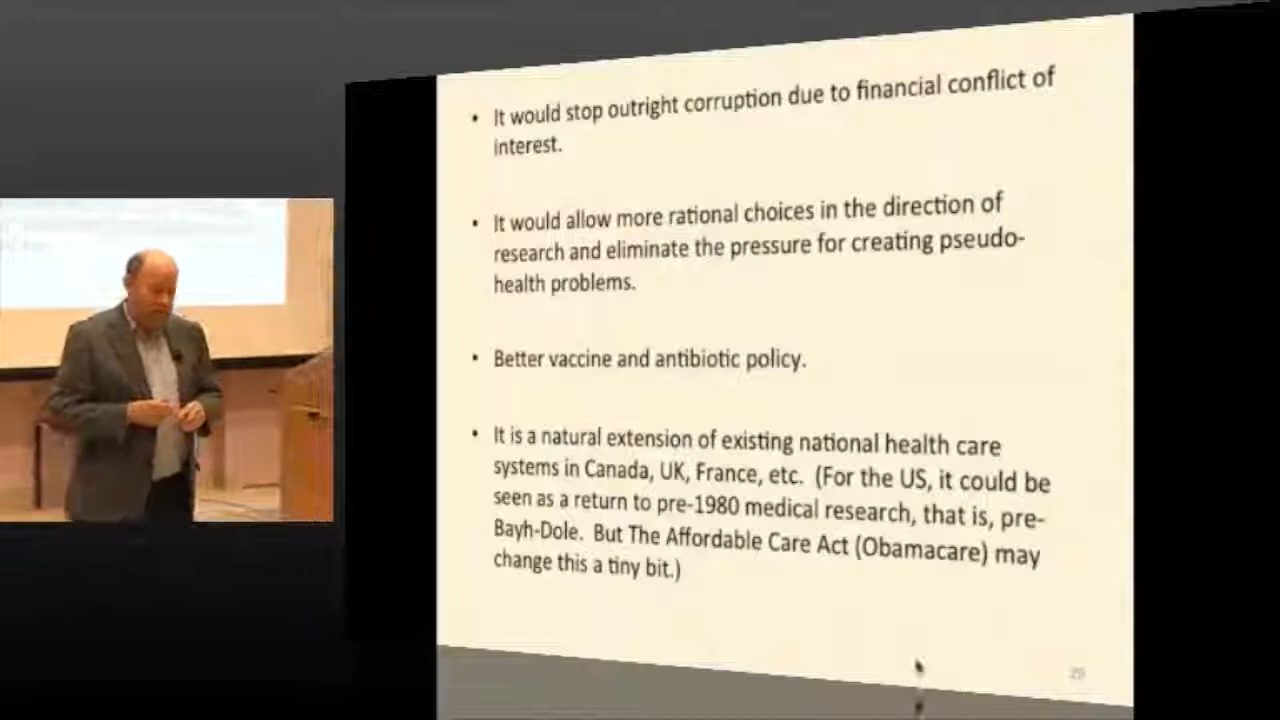 • It would stop outright corruption due to financial conflict of
interest.
• It would allow more rational choices in the direction of
research and eliminate the pressure for creating pseudo-
health problems.
• Better vaccine and antibiotic policy.
• It is a natural extension of existing national health care
systems in Canada, UK, France, etc. (For the US, it could be
seen as a return to pre-1980 medical research, that is, pre-
Bayh-Dole. But The Affordable Care Act (Obamacare) may
change this a tiny bit.)